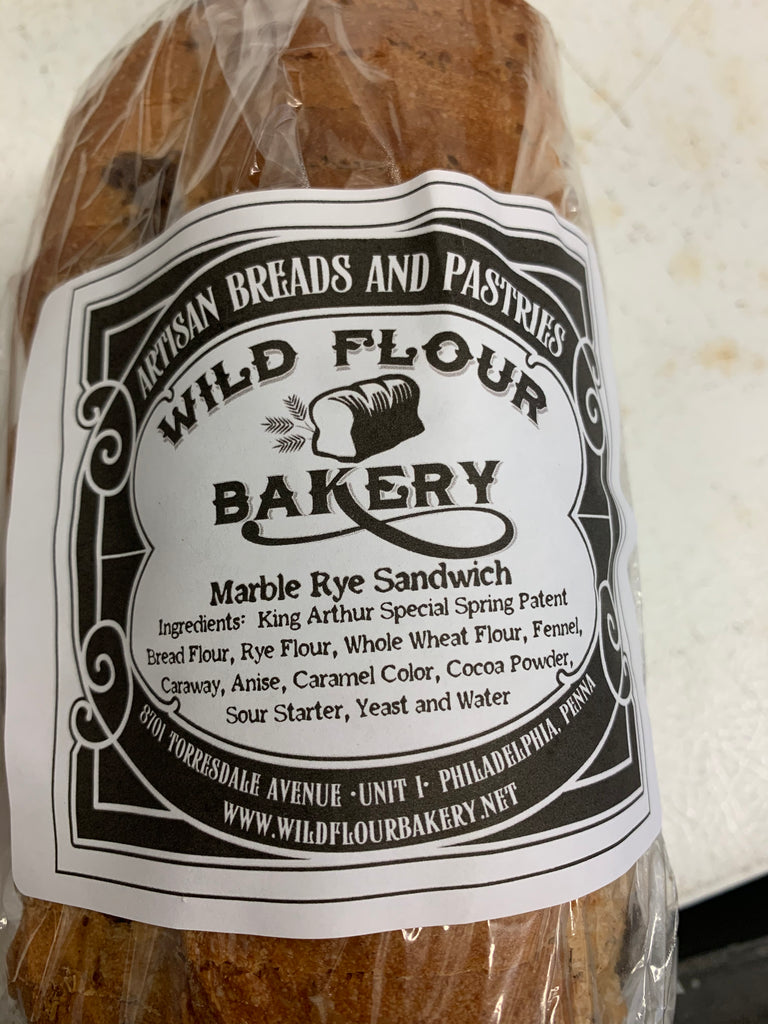 ARTISAN BREADS AND PASTRIES
WILD FLOUR
BAKERY
Marble Rye Sandwich
Ingredients: King Arthur Special Spring Patent
Bread Flour, Rye Flour, Whole Wheat Flour, Fennel,
Caraway, Anise, Caramel Color, Cocoa Powder,
Sour Starter, Yeast and Water
8701 TORRESDALE AVENUE · UNIT I · PHILADELPHIA, PENNA
WWW.WILDFLOURBAKERY.NET